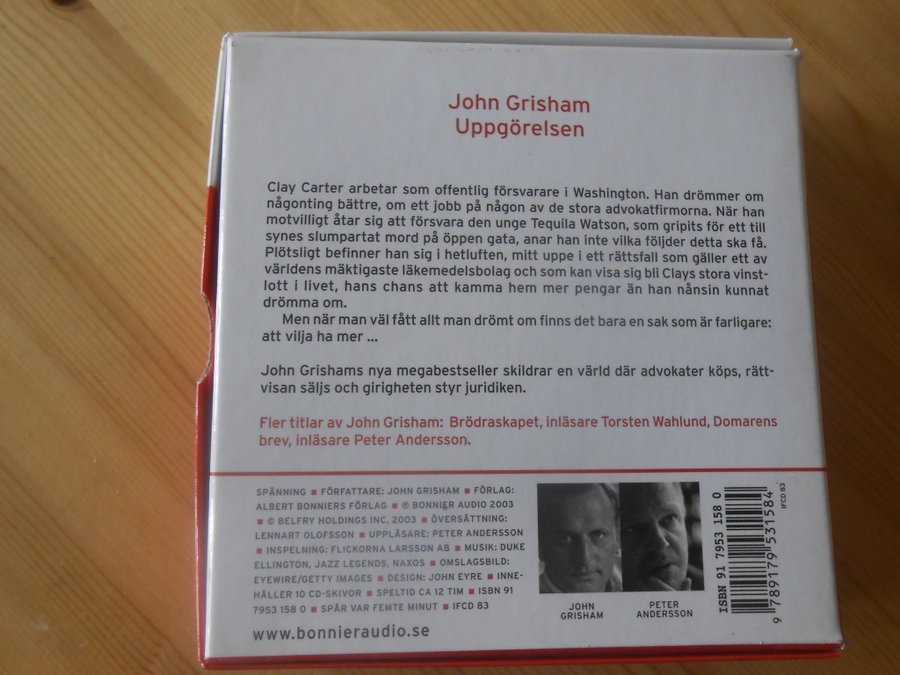 John Grisham
Uppgörelsen
Clay Carter arbetar som offentlig försvarare i Washington. Han drömmer om
någonting bättre, om ett jobb på någon av de stora advokatfirmorna. När han
motvilligt åtar sig att försvara den unge Tequila Watson, som gripits för ett till
synes slumpartat mord på öppen gata, anar han inte vilka följder detta ska få.
Plötsligt befinner han sig i hetluften, mitt uppe i ett rättsfall som gäller ett av
världens mäktigaste läkemedelsbolag och som kan visa sig bli Clays stora vinst-
lott i livet, hans chans att kamma hem mer pengar än han nånsin kunnat
drömma om.
Men när man väl fått allt man drömt om finns det bara en sak som är farligare:
att vilja ha mer ...
John Grishams nya megabestseller skildrar en värld där advokater köps, rätt-
visan säljs och girigheten styr juridiken.
Fler titlar av John Grisham: Brödraskapet, inläsare Torsten Wahlund, Domarens
brev, inläsare Peter Andersson.
SPÄNNING ■ FÖRFATTARE: JOHN GRISHAM ■ FÖRLAG:
ALBERT BONNIERS FÖRLAG ■ ℗ BONNIER AUDIO 2003
■ © BELFRY HOLDINGS INC, 2003 ■ ÖVERSÄTTNING:
LENNART OLOFSSON ■ UPPLÄSARE: PETER ANDERSSON
■ INSPELNING: FLICKORNA LARSSON AB ■ MUSIK: DUKE
ELLINGTON, JAZZ LEGENDS, NAXOS ■ OMSLAGSBILD:
EYEWIRE/GETTY IMAGES ■ DESIGN: JOHN EYRE ■ INNE-
HÅLLER 10 CD-SKIVOR ■ SPELTID CA 12 TIM ■ ISBN 91
7953 158 0 ■ SPÅR VAR FEMTE MINUT ■ IFCD 83
www.bonnieraudio.se
JOHN
GRISHAM
PETER
ANDERSSON
ISBN 91 7953 158 0
9 789179 531584
IFCD 83